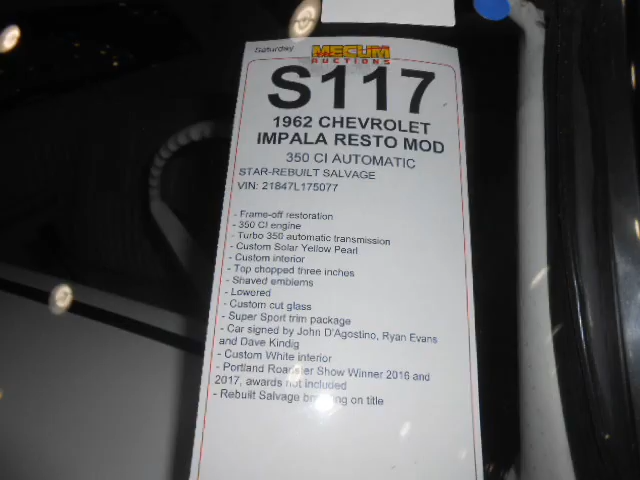 Saturday MECUM
AUCTIONS
S117
1962 CHEVROLET
IMPALA RESTO MOD
350 CI AUTOMATIC
STAR-REBUILT SALVAGE
VIN: 21847L175077
- Frame-off restoration
- 350 CI engine
- Turbo 350 automatic transmission
- Custom Solar Yellow Pearl
- Custom interior
- Top chopped three inches
- Shaved emblems
- Lowered
- Custom cut glass
- Super Sport trim package
- Car signed by John D'Agostino, Ryan Evans
and Dave Kindig
- Custom White interior
- Portland Roadster Show Winner 2016 and
2017, awards not included
- Rebuilt Salvage branding on title